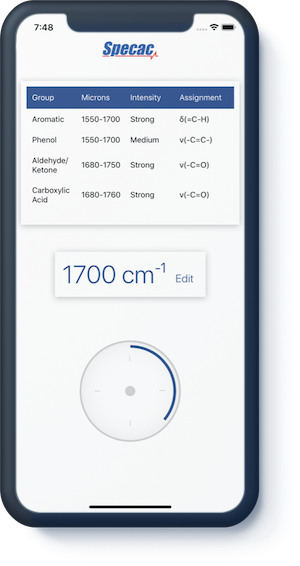 7:48
Specac
Group Microns Intensity Assignment
Aromatic 1550-1700 Strong δ(=C-H)
Phenol 1550-1700 Medium ν(-C=C-)
Aldehyde/
Ketone 1680-1750 Strong ν(-C=O)
Carboxylic
Acid 1680-1760 Strong ν(-C=O)
1700 cm⁻¹ Edit